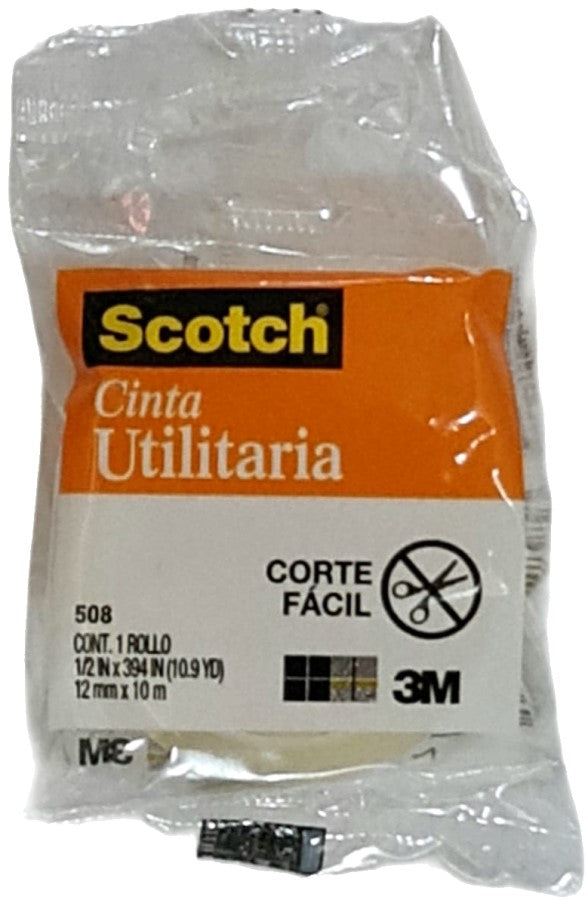 Scotch®
Cinta
Utilitaria
CORTE
FÁCIL
508
CONT. 1 ROLLO
1/2 IN x 394 IN (10.9 YD)
12 mm x 10 m
3M
3M